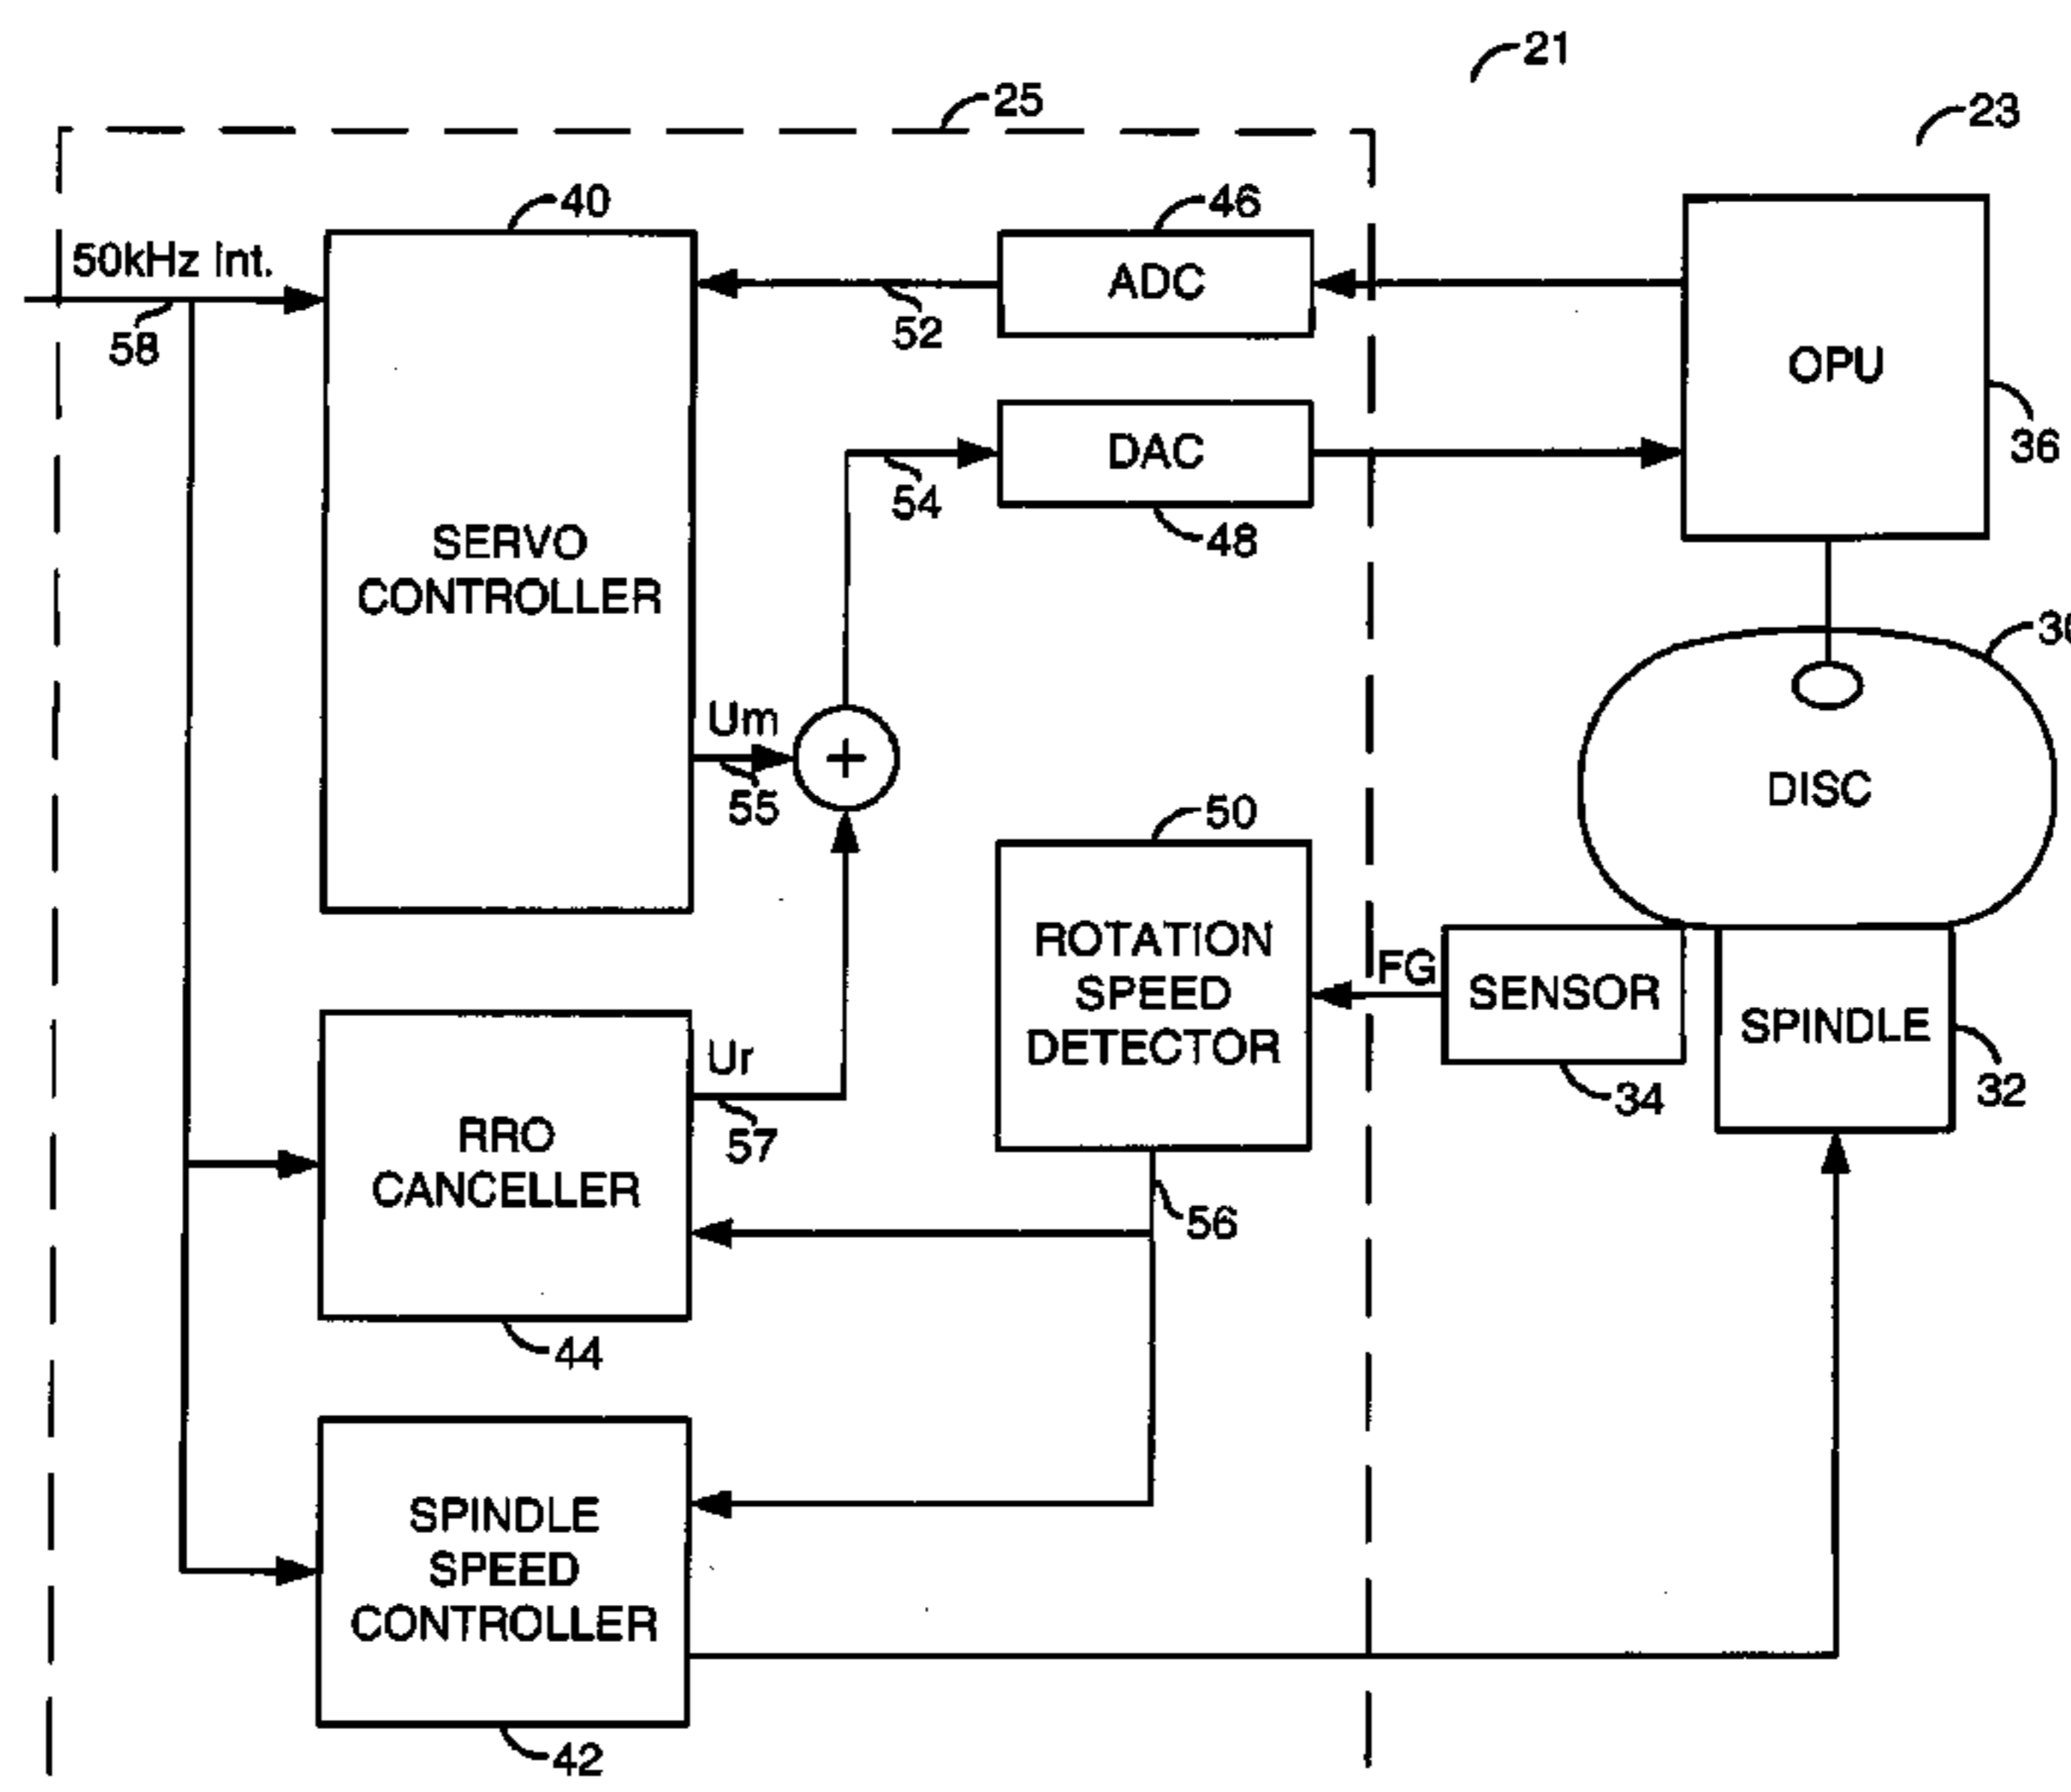 21
25
23
40
46
50kHz Int.
ADC
58
52
OPU
DAC
36
54
48
SERVO
CONTROLLER
Um
+
55
DISC
50
ROTATION
SPEED
DETECTOR
FG
SENSOR
SPINDLE
34
32
Ur
57
RRO
CANCELLER
56
44
SPINDLE
SPEED
CONTROLLER
42